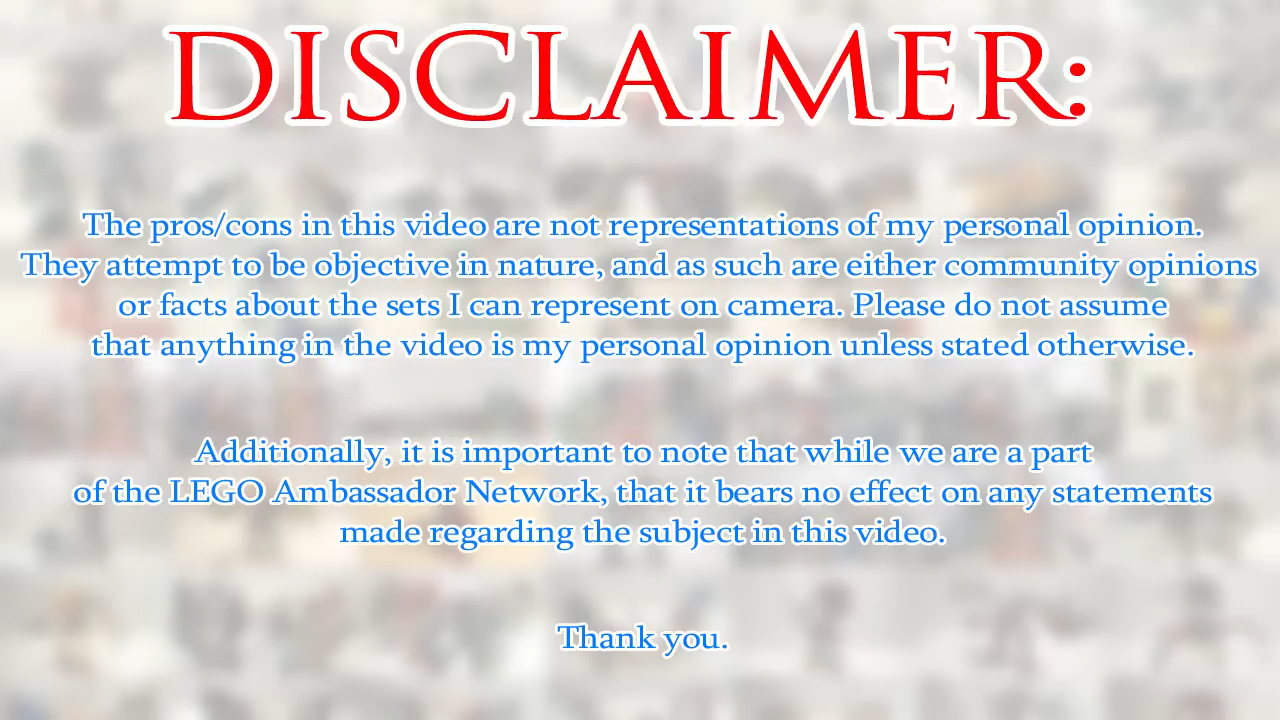 DISCLAIMER:
The pros/cons in this video are not representations of my personal opinion.
They attempt to be objective in nature, and as such are either community opinions
or facts about the sets I can represent on camera. Please do not assume
that anything in the video is my personal opinion unless stated otherwise.
Additionally, it is important to note that while we are a part
of the LEGO Ambassador Network, that it bears no effect on any statements
made regarding the subject in this video.
Thank you.